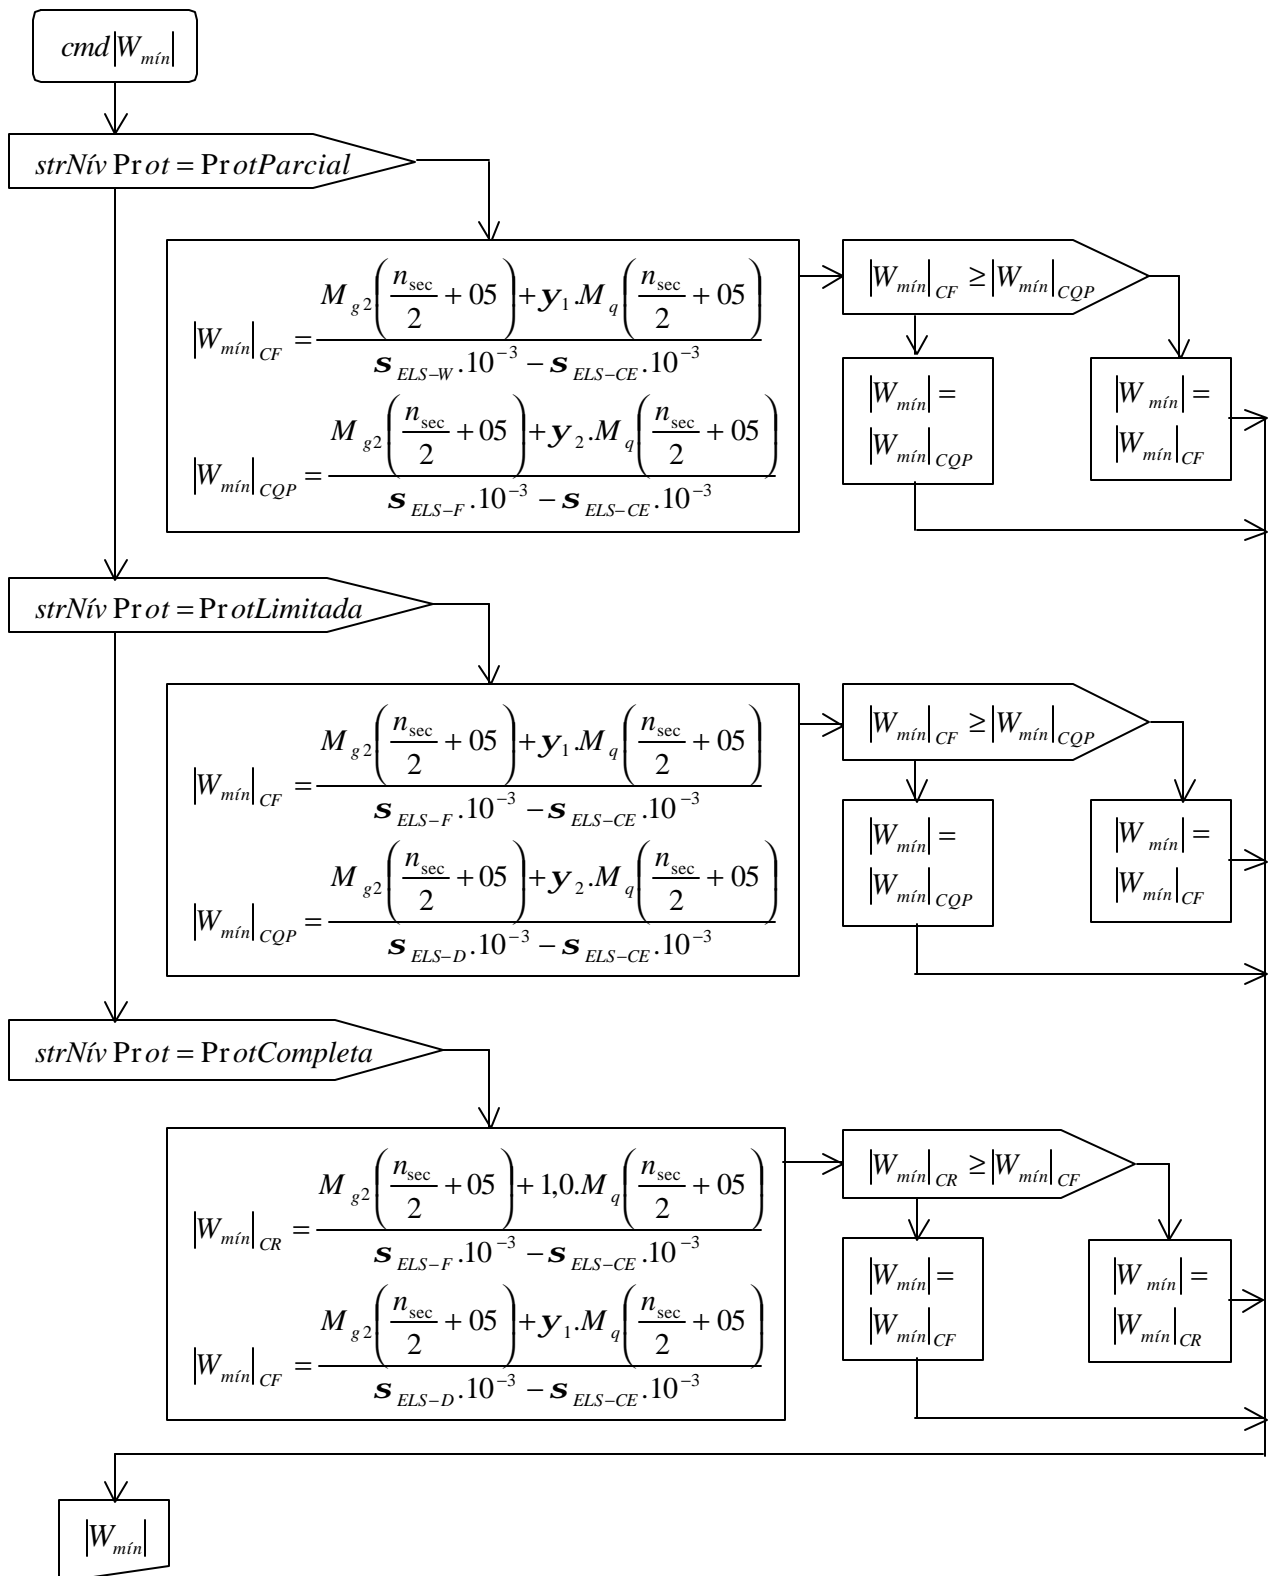 cmd|W_mín|
strNív Prot = ProtParcial
|W_mín|_CF = (M_g2(n_sec/2 + 05) + y_1.M_q(n_sec/2 + 05)) / (s_ELS−W.10^−3 − s_ELS−CE.10^−3)
|W_mín|_CQP = (M_g2(n_sec/2 + 05) + y_2.M_q(n_sec/2 + 05)) / (s_ELS−F.10^−3 − s_ELS−CE.10^−3)
|W_mín|_CF ≥ |W_mín|_CQP
|W_mín| =
|W_mín|_CQP
|W_mín| =
|W_mín|_CF
strNív Prot = ProtLimitada
|W_mín|_CF = (M_g2(n_sec/2 + 05) + y_1.M_q(n_sec/2 + 05)) / (s_ELS−F.10^−3 − s_ELS−CE.10^−3)
|W_mín|_CQP = (M_g2(n_sec/2 + 05) + y_2.M_q(n_sec/2 + 05)) / (s_ELS−D.10^−3 − s_ELS−CE.10^−3)
|W_mín|_CF ≥ |W_mín|_CQP
|W_mín| =
|W_mín|_CQP
|W_mín| =
|W_mín|_CF
strNív Prot = ProtCompleta
|W_mín|_CR = (M_g2(n_sec/2 + 05) + 1,0.M_q(n_sec/2 + 05)) / (s_ELS−F.10^−3 − s_ELS−CE.10^−3)
|W_mín|_CF = (M_g2(n_sec/2 + 05) + y_1.M_q(n_sec/2 + 05)) / (s_ELS−D.10^−3 − s_ELS−CE.10^−3)
|W_mín|_CR ≥ |W_mín|_CF
|W_mín| =
|W_mín|_CF
|W_mín| =
|W_mín|_CR
|W_mín|